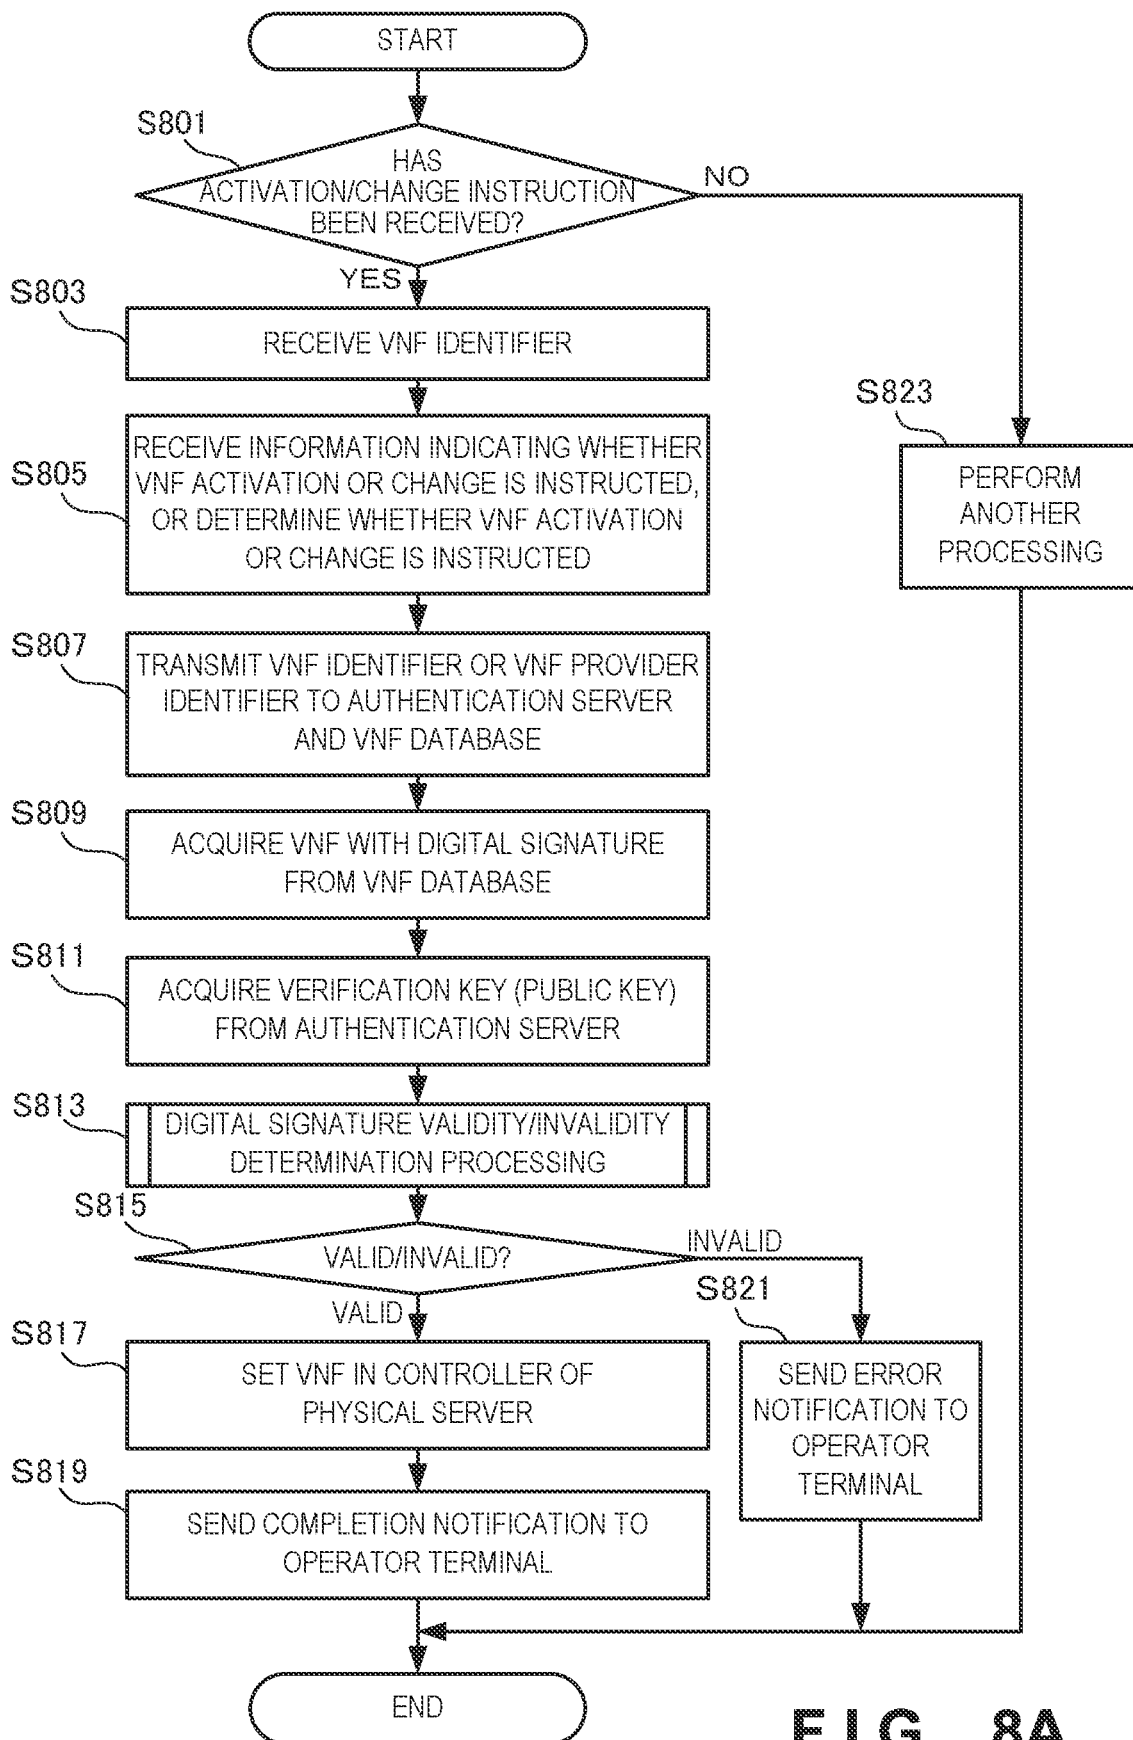 START
S801
HAS
ACTIVATION/CHANGE INSTRUCTION
BEEN RECEIVED?
NO
YES
S803
RECEIVE VNF IDENTIFIER
S823
PERFORM
ANOTHER
PROCESSING
S805
RECEIVE INFORMATION INDICATING WHETHER
VNF ACTIVATION OR CHANGE IS INSTRUCTED,
OR DETERMINE WHETHER VNF ACTIVATION
OR CHANGE IS INSTRUCTED
S807
TRANSMIT VNF IDENTIFIER OR VNF PROVIDER
IDENTIFIER TO AUTHENTICATION SERVER
AND VNF DATABASE
S809
ACQUIRE VNF WITH DIGITAL SIGNATURE
FROM VNF DATABASE
S811
ACQUIRE VERIFICATION KEY (PUBLIC KEY)
FROM AUTHENTICATION SERVER
S813
DIGITAL SIGNATURE VALIDITY/INVALIDITY
DETERMINATION PROCESSING
S815
VALID/INVALID?
INVALID
VALID
S821
SEND ERROR
NOTIFICATION TO
OPERATOR
TERMINAL
S817
SET VNF IN CONTROLLER OF
PHYSICAL SERVER
S819
SEND COMPLETION NOTIFICATION TO
OPERATOR TERMINAL
END
FIG. 8A